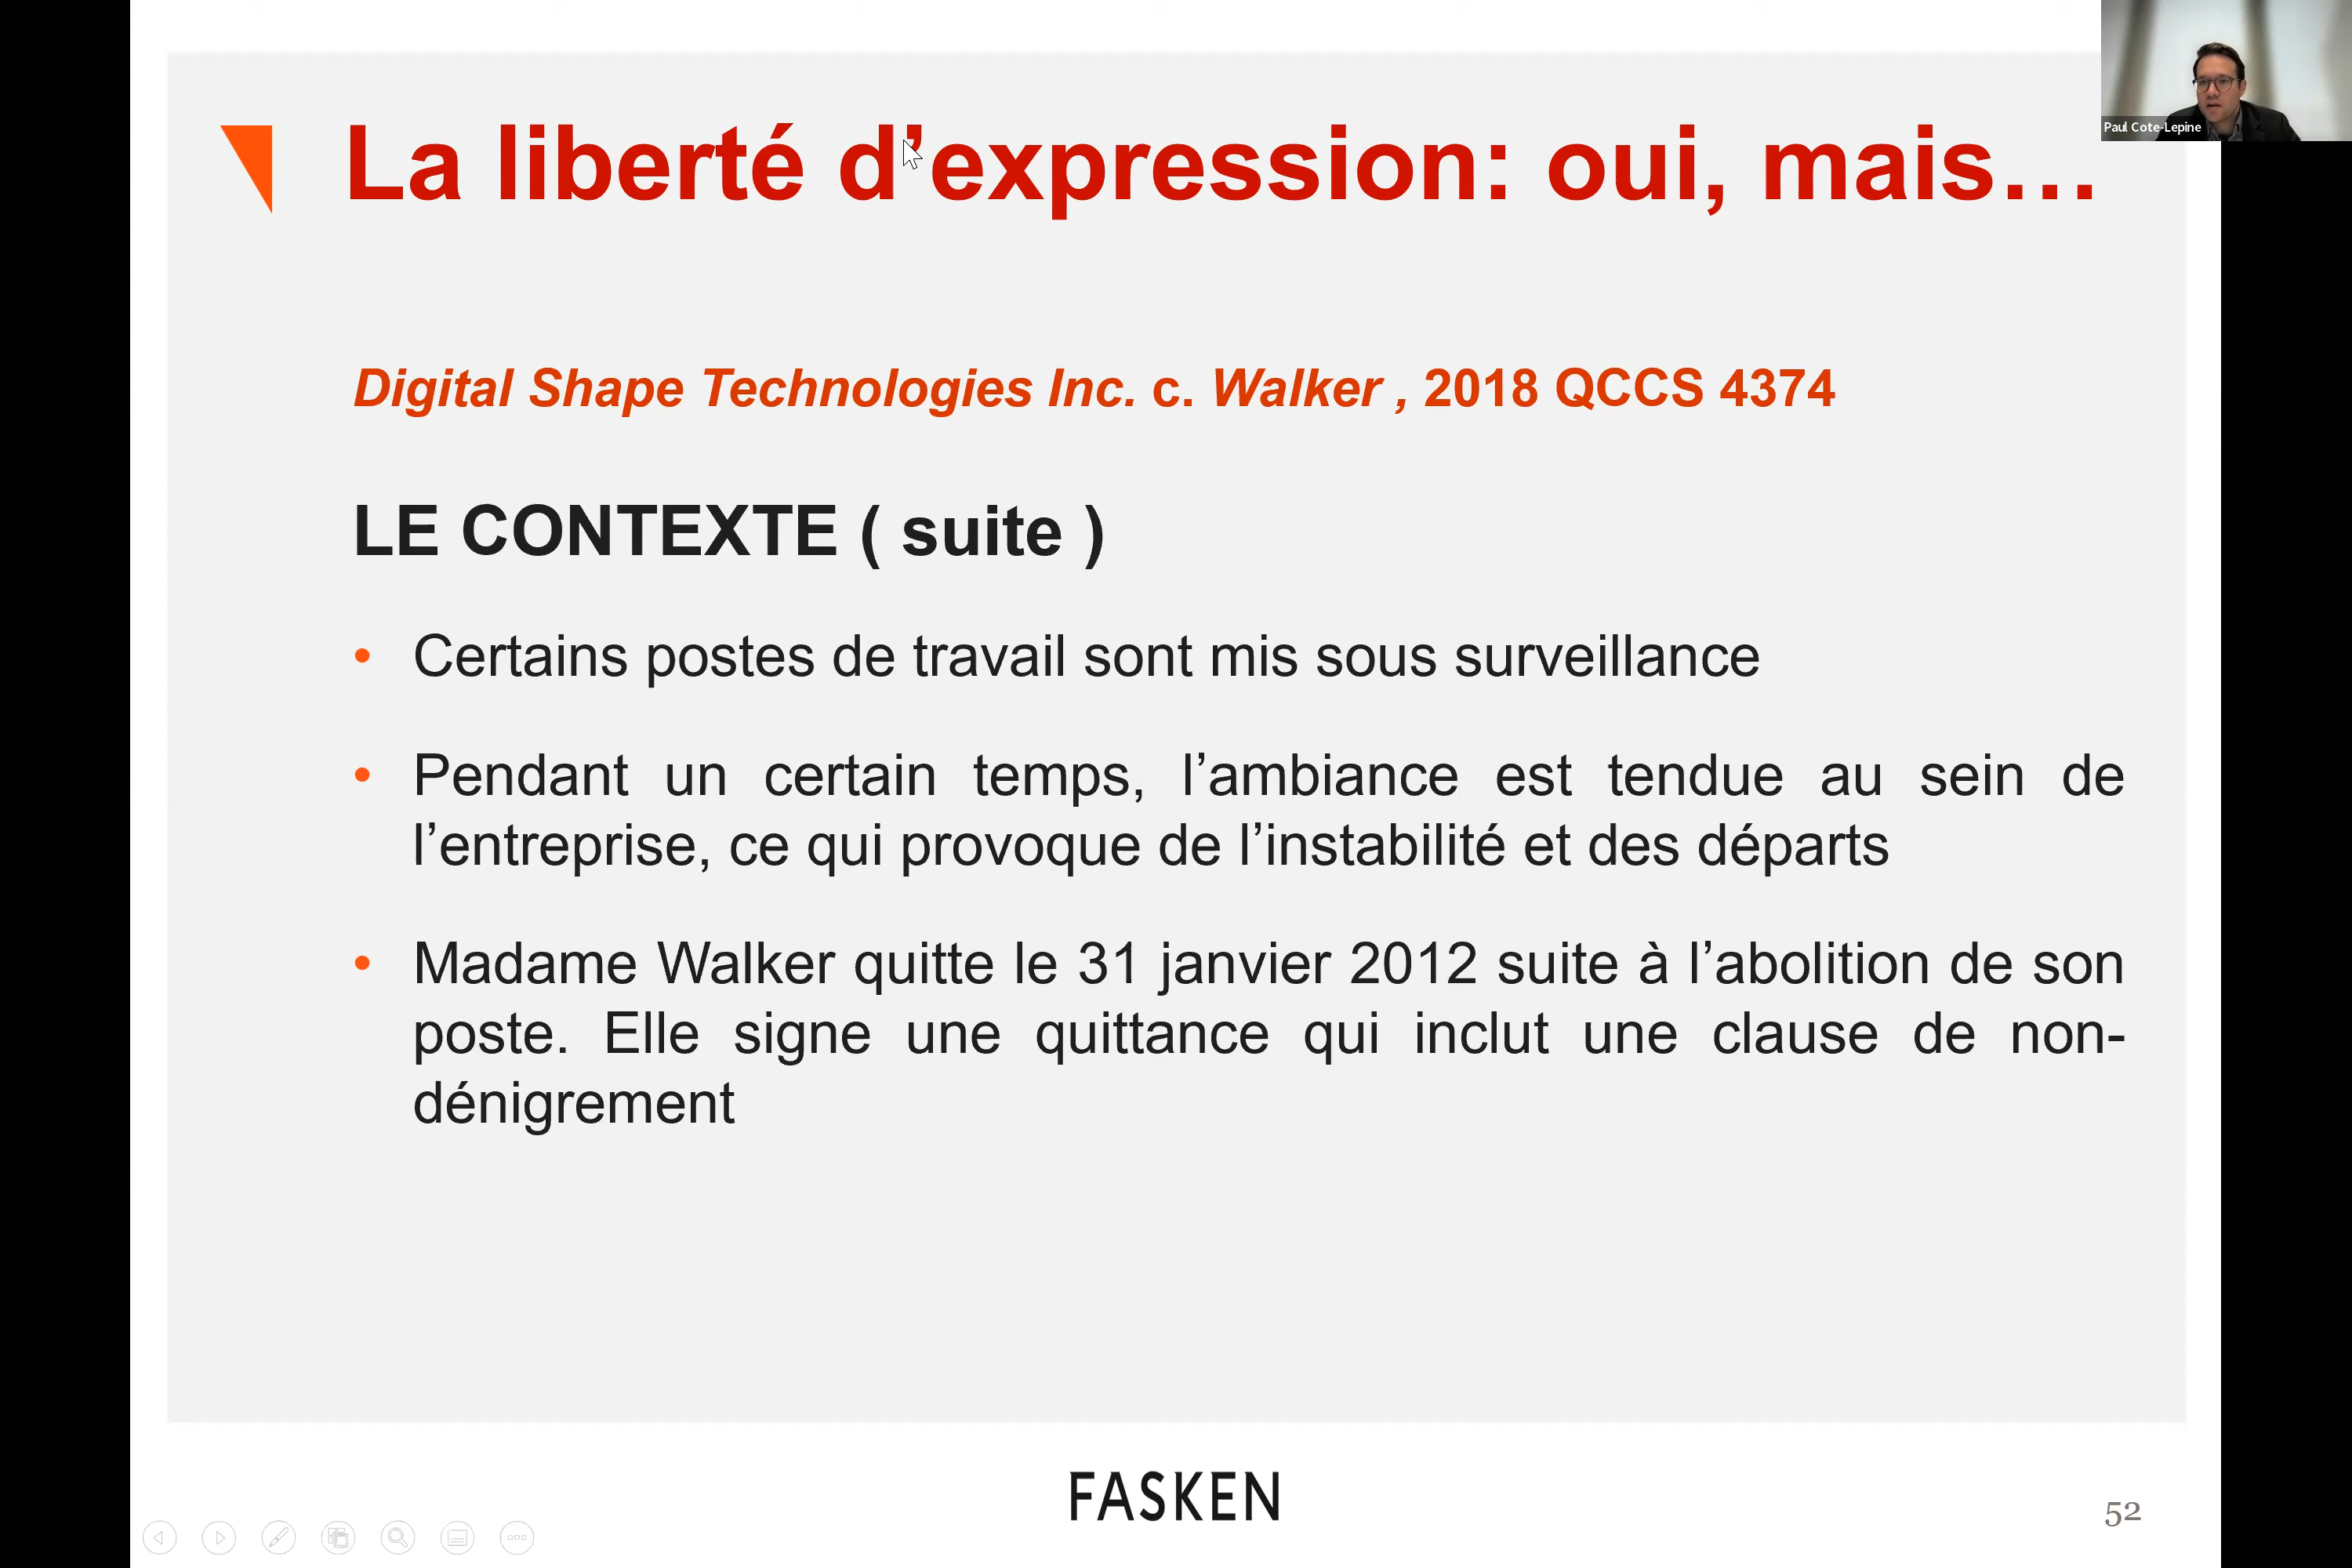 La liberté d’expression: oui, mais…
Paul Cote-Lepine
Digital Shape Technologies Inc. c. Walker , 2018 QCCS 4374
LE CONTEXTE ( suite )
• Certains postes de travail sont mis sous surveillance
• Pendant un certain temps, l’ambiance est tendue au sein de
l’entreprise, ce qui provoque de l’instabilité et des départs
• Madame Walker quitte le 31 janvier 2012 suite à l’abolition de son
poste. Elle signe une quittance qui inclut une clause de non-
dénigrement
FASKEN
52